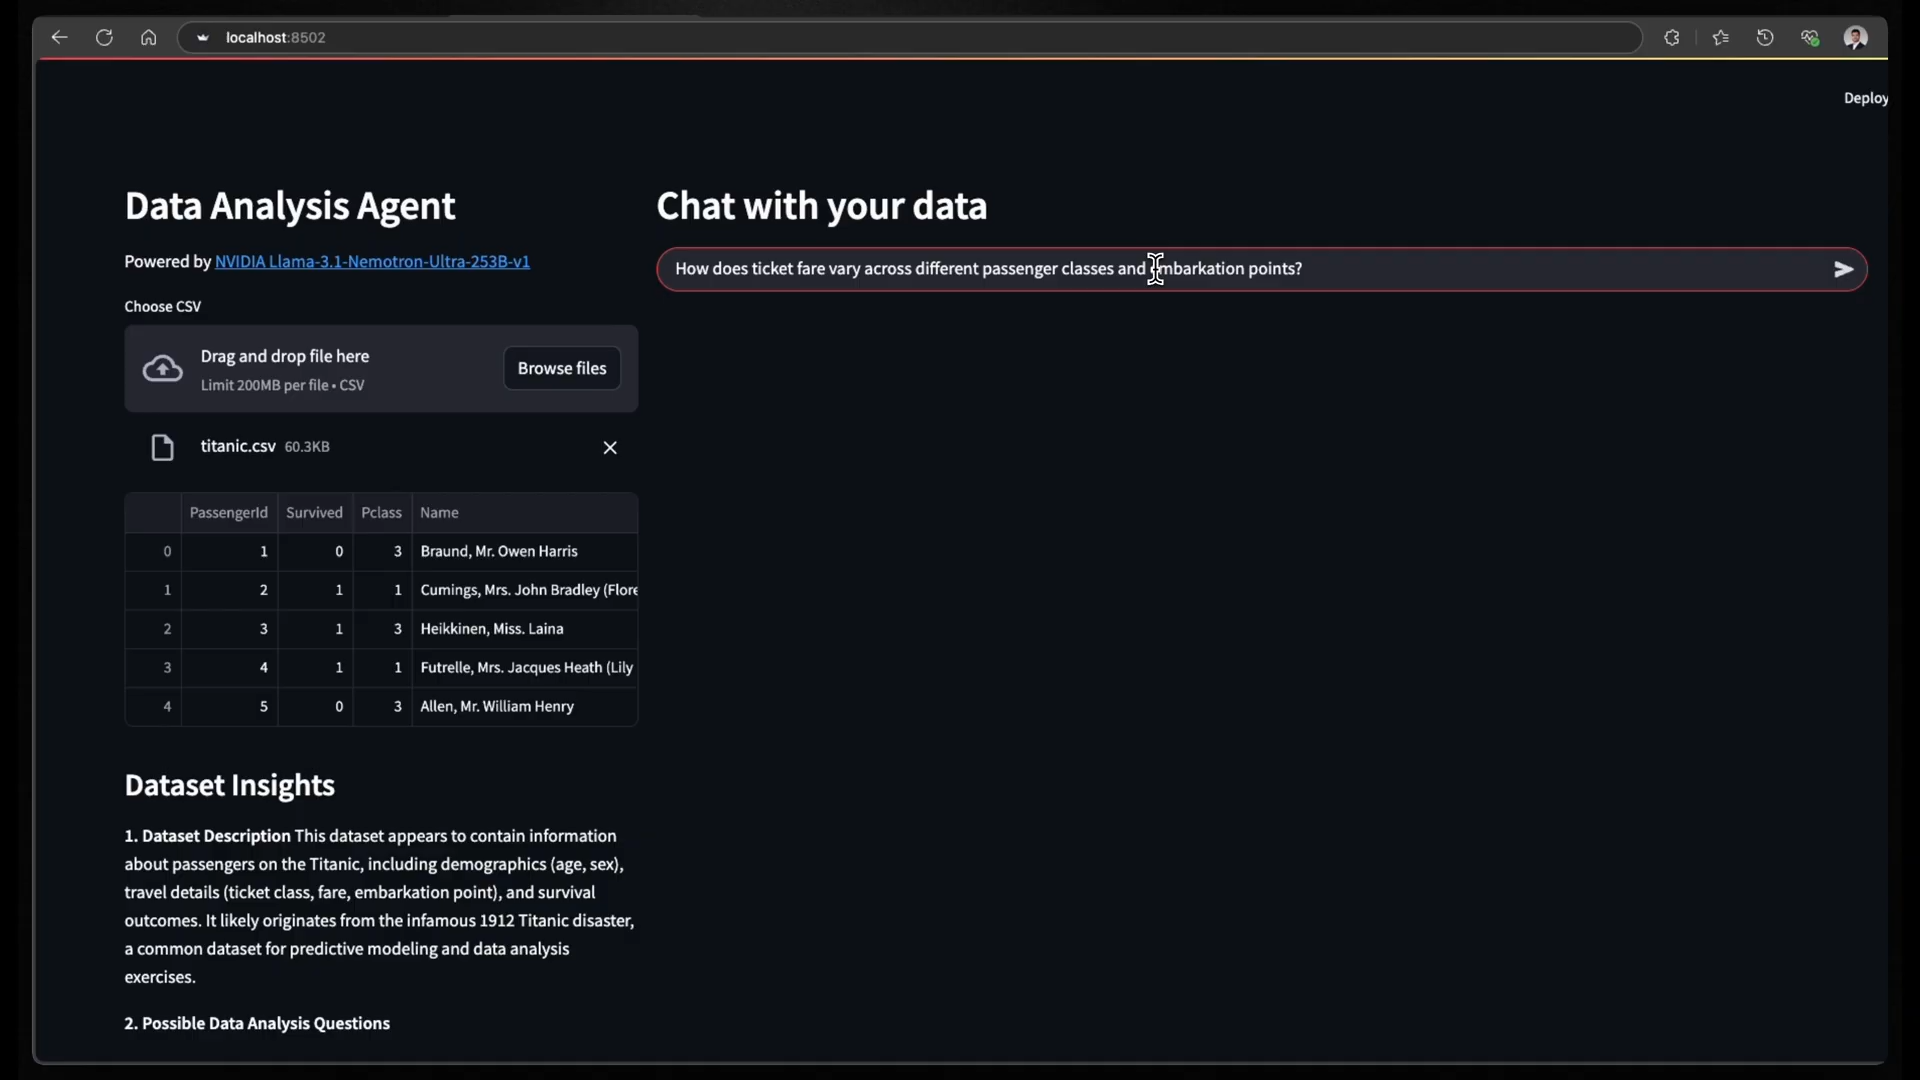 localhost:8502
Deploy
Data Analysis Agent
Powered by NVIDIA Llama-3.1-Nemotron-Ultra-253B-v1
Choose CSV
Drag and drop file here
Limit 200MB per file • CSV
Browse files
titanic.csv 60.3KB
PassengerId Survived Pclass Name
0 1 0 3 Braund, Mr. Owen Harris
1 2 1 1 Cumings, Mrs. John Bradley (Flore
2 3 1 3 Heikkinen, Miss. Laina
3 4 1 1 Futrelle, Mrs. Jacques Heath (Lily
4 5 0 3 Allen, Mr. William Henry
Dataset Insights
1. Dataset Description This dataset appears to contain information
about passengers on the Titanic, including demographics (age, sex),
travel details (ticket class, fare, embarkation point), and survival
outcomes. It likely originates from the infamous 1912 Titanic disaster,
a common dataset for predictive modeling and data analysis
exercises.
2. Possible Data Analysis Questions
Chat with your data
How does ticket fare vary across different passenger classes and embarkation points?